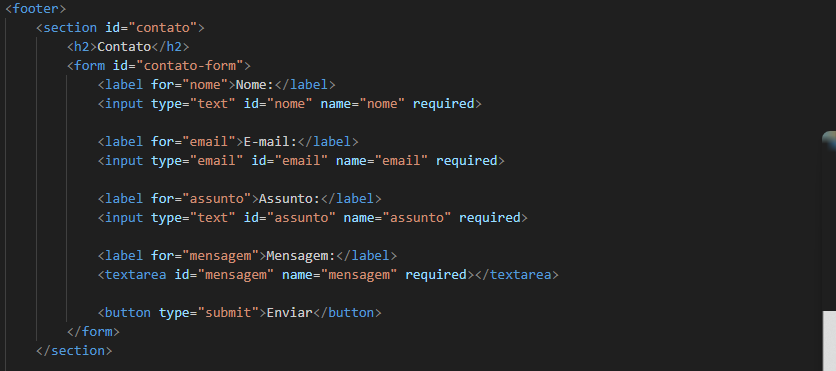 <footer>
<section id="contato">
<h2>Contato</h2>
<form id="contato-form">
<label for="nome">Nome:</label>
<input type="text" id="nome" name="nome" required>
<label for="email">E-mail:</label>
<input type="email" id="email" name="email" required>
<label for="assunto">Assunto:</label>
<input type="text" id="assunto" name="assunto" required>
<label for="mensagem">Mensagem:</label>
<textarea id="mensagem" name="mensagem" required></textarea>
<button type="submit">Enviar</button>
</form>
</section>